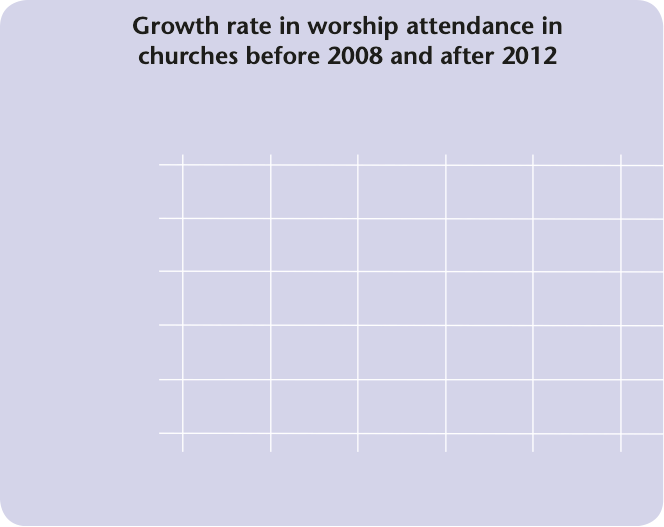 Growth rate in worship attendance in
churches before 2008 and after 2012